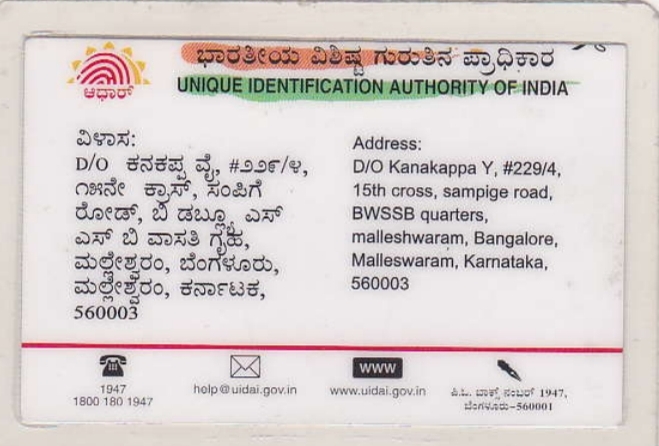 ಭಾರತೀಯ ವಿಶಿಷ್ಟ ಗುರುತಿನ ಪ್ರಾಧಿಕಾರ
UNIQUE IDENTIFICATION AUTHORITY OF INDIA
ಆಧಾರ್
ವಿಳಾಸ:
D/O ಕನಕಪ್ಪ ವೈ, #೨೨೯/೪,
೧೫ನೇ ಕ್ರಾಸ್, ಸಂಪಿಗೆ
ರೋಡ್, ಬಿ ಡಬ್ಲ್ಯೂ ಎಸ್
ಎಸ್ ಬಿ ವಾಸತಿ ಗೃಹ,
ಮಲ್ಲೇಶ್ವರಂ, ಬೆಂಗಳೂರು,
ಮಲ್ಲೇಶ್ವರಂ, ಕರ್ನಾಟಕ,
560003
Address:
D/O Kanakappa Y, #229/4,
15th cross, sampige road,
BWSSB quarters,
malleshwaram, Bangalore,
Malleswaram, Karnataka,
560003
1947
1800 180 1947
help@uidai.gov.in
www
www.uidai.gov.in
ಪಿ.ಓ. ಬಾಕ್ಸ್ ನಂಬರ್ 1947,
ಬೆಂಗಳೂರು-560001